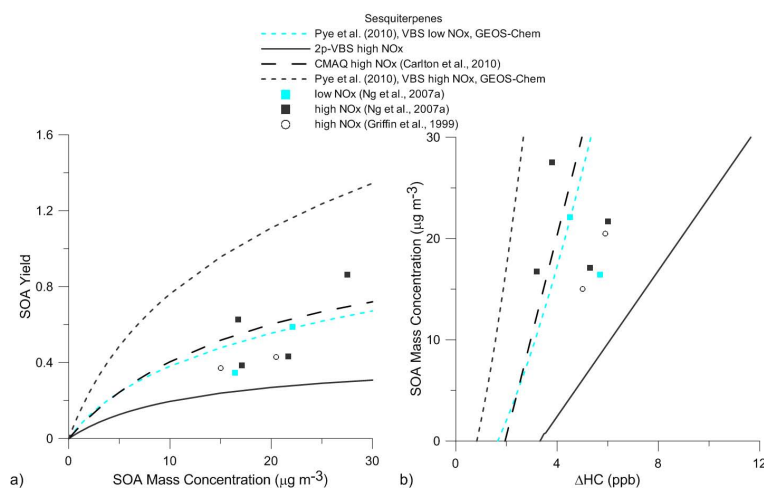 Sesquiterpenes
Pye et al. (2010), VBS low NOx, GEOS-Chem
2p-VBS high NOx
CMAQ high NOx (Carlton et al., 2010)
Pye et al. (2010), VBS high NOx, GEOS-Chem
low NOx (Ng et al., 2007a)
high NOx (Ng et al., 2007a)
high NOx (Griffin et al., 1999)
1.6
1.2
0.8
0.4
0
SOA Yield
0
10
20
30
SOA Mass Concentration (μg m-3)
a)
30
20
10
0
SOA Mass Concentration (μg m-3)
0
4
8
12
ΔHC (ppb)
b)